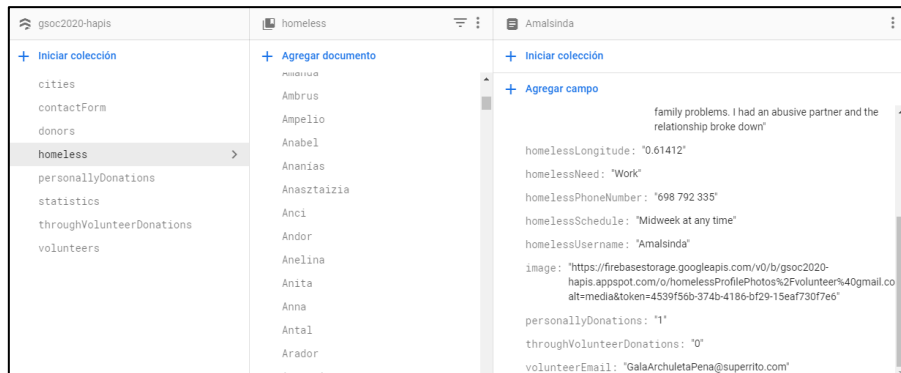 gsoc2020-hapis
homeless
Amalsinda
+ Iniciar colección
cities
contactForm
donors
homeless
personallyDonations
statistics
throughVolunteerDonations
volunteers
+ Agregar documento
Amanda
Ambrus
Ampelio
Anabel
Ananías
Anasztaizia
Anci
Andor
Anelina
Anita
Anna
Antal
Arador
+ Iniciar colección
+ Agregar campo
family problems. I had an abusive partner and the
relationship broke down"
homelessLongitude: "0.61412"
homelessNeed: "Work"
homelessPhoneNumber: "698 792 335"
homelessSchedule: "Midweek at any time"
homelessUsername: "Amalsinda"
image: "https://firebasestorage.googleapis.com/v0/b/gsoc2020-
hapis.appspot.com/o/homelessProfilePhotos%2Fvolunteer%40gmail.co
alt=media&token=4539f56b-374b-4186-bf29-15eaf730f7e6"
personallyDonations: "1"
throughVolunteerDonations: "0"
volunteerEmail: "GalaArchuletaPena@superrito.com"